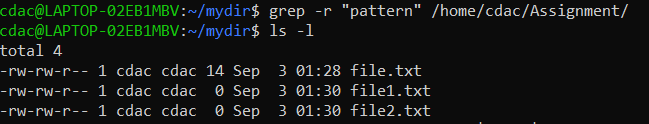 cdac@LAPTOP-02EB1MBV:~/mydir$ grep -r "pattern" /home/cdac/Assignment/
cdac@LAPTOP-02EB1MBV:~/mydir$ ls -l
total 4
-rw-rw-r-- 1 cdac cdac 14 Sep  3 01:28 file.txt
-rw-rw-r-- 1 cdac cdac  0 Sep  3 01:30 file1.txt
-rw-rw-r-- 1 cdac cdac  0 Sep  3 01:30 file2.txt